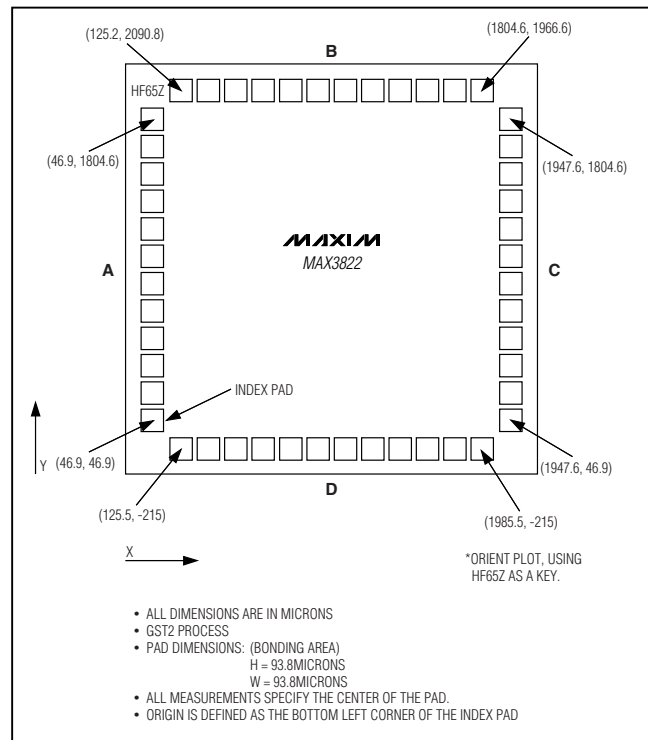 (125.2, 2090.8)
B
(1804.6, 1966.6)
HF65Z
(46.9, 1804.6)
(1947.6, 1804.6)
MAXIM
MAX3822
A
C
INDEX PAD
Y
(46.9, 46.9)
(1947.6, 46.9)
D
(125.5, -215)
(1985.5, -215)
X
*ORIENT PLOT, USING
HF65Z AS A KEY.
• ALL DIMENSIONS ARE IN MICRONS
• GST2 PROCESS
• PAD DIMENSIONS: (BONDING AREA)
H = 93.8MICRONS
W = 93.8MICRONS
• ALL MEASUREMENTS SPECIFY THE CENTER OF THE PAD.
• ORIGIN IS DEFINED AS THE BOTTOM LEFT CORNER OF THE INDEX PAD